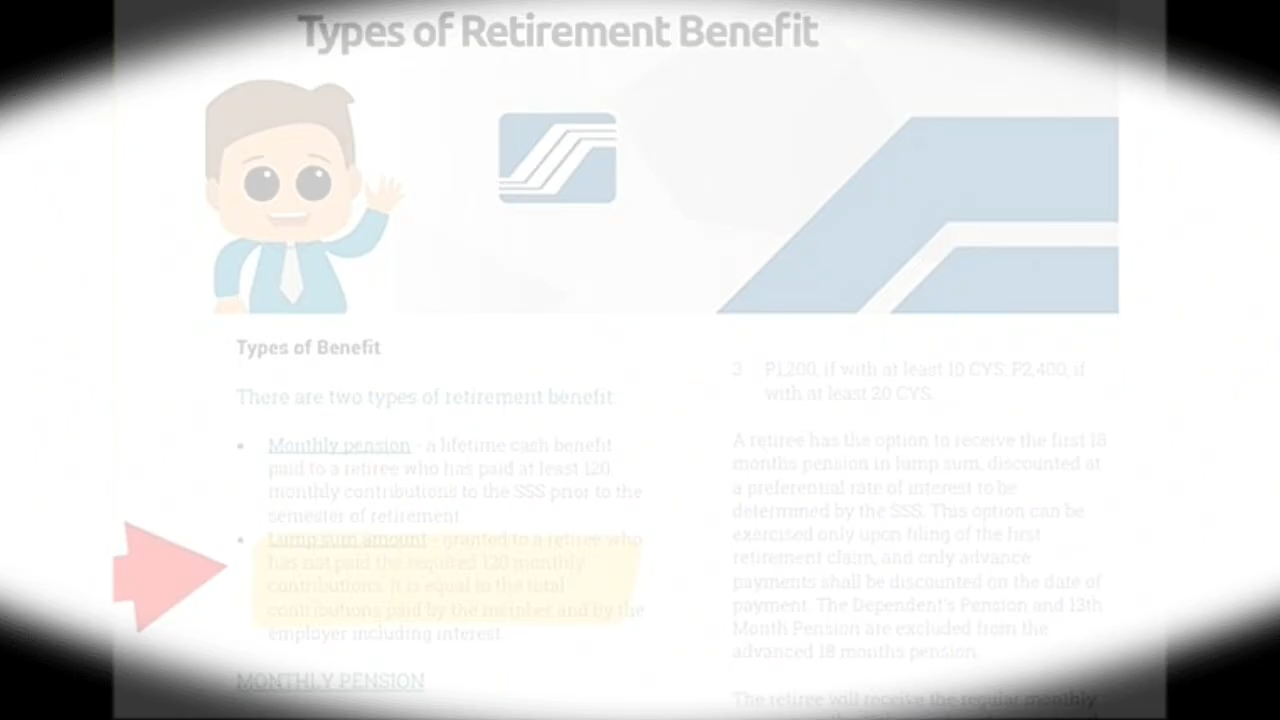 Types of Retirement Benefit
Types of Benefit
There are two types of retirement benefit:
• Monthly pension - a lifetime cash benefit
paid to a retiree who has paid at least 120
monthly contributions to the SSS prior to the
semester of retirement.
• Lump sum amount - granted to a retiree who
has not paid the required 120 monthly
contributions. It is equal to the total
contributions paid by the member and by the
employer including interest.
MONTHLY PENSION
3 P1,200, if with at least 10 CYS; P2,400, if
with at least 20 CYS.
A retiree has the option to receive the first 18
months pension in lump sum, discounted at
a preferential rate of interest to be
determined by the SSS. This option can be
exercised only upon filing of the first
retirement claim, and only advance
payments shall be discounted on the date of
payment. The Dependent's Pension and 13th
Month Pension are excluded from the
advanced 18 months pension.
The retiree will receive the regular monthly